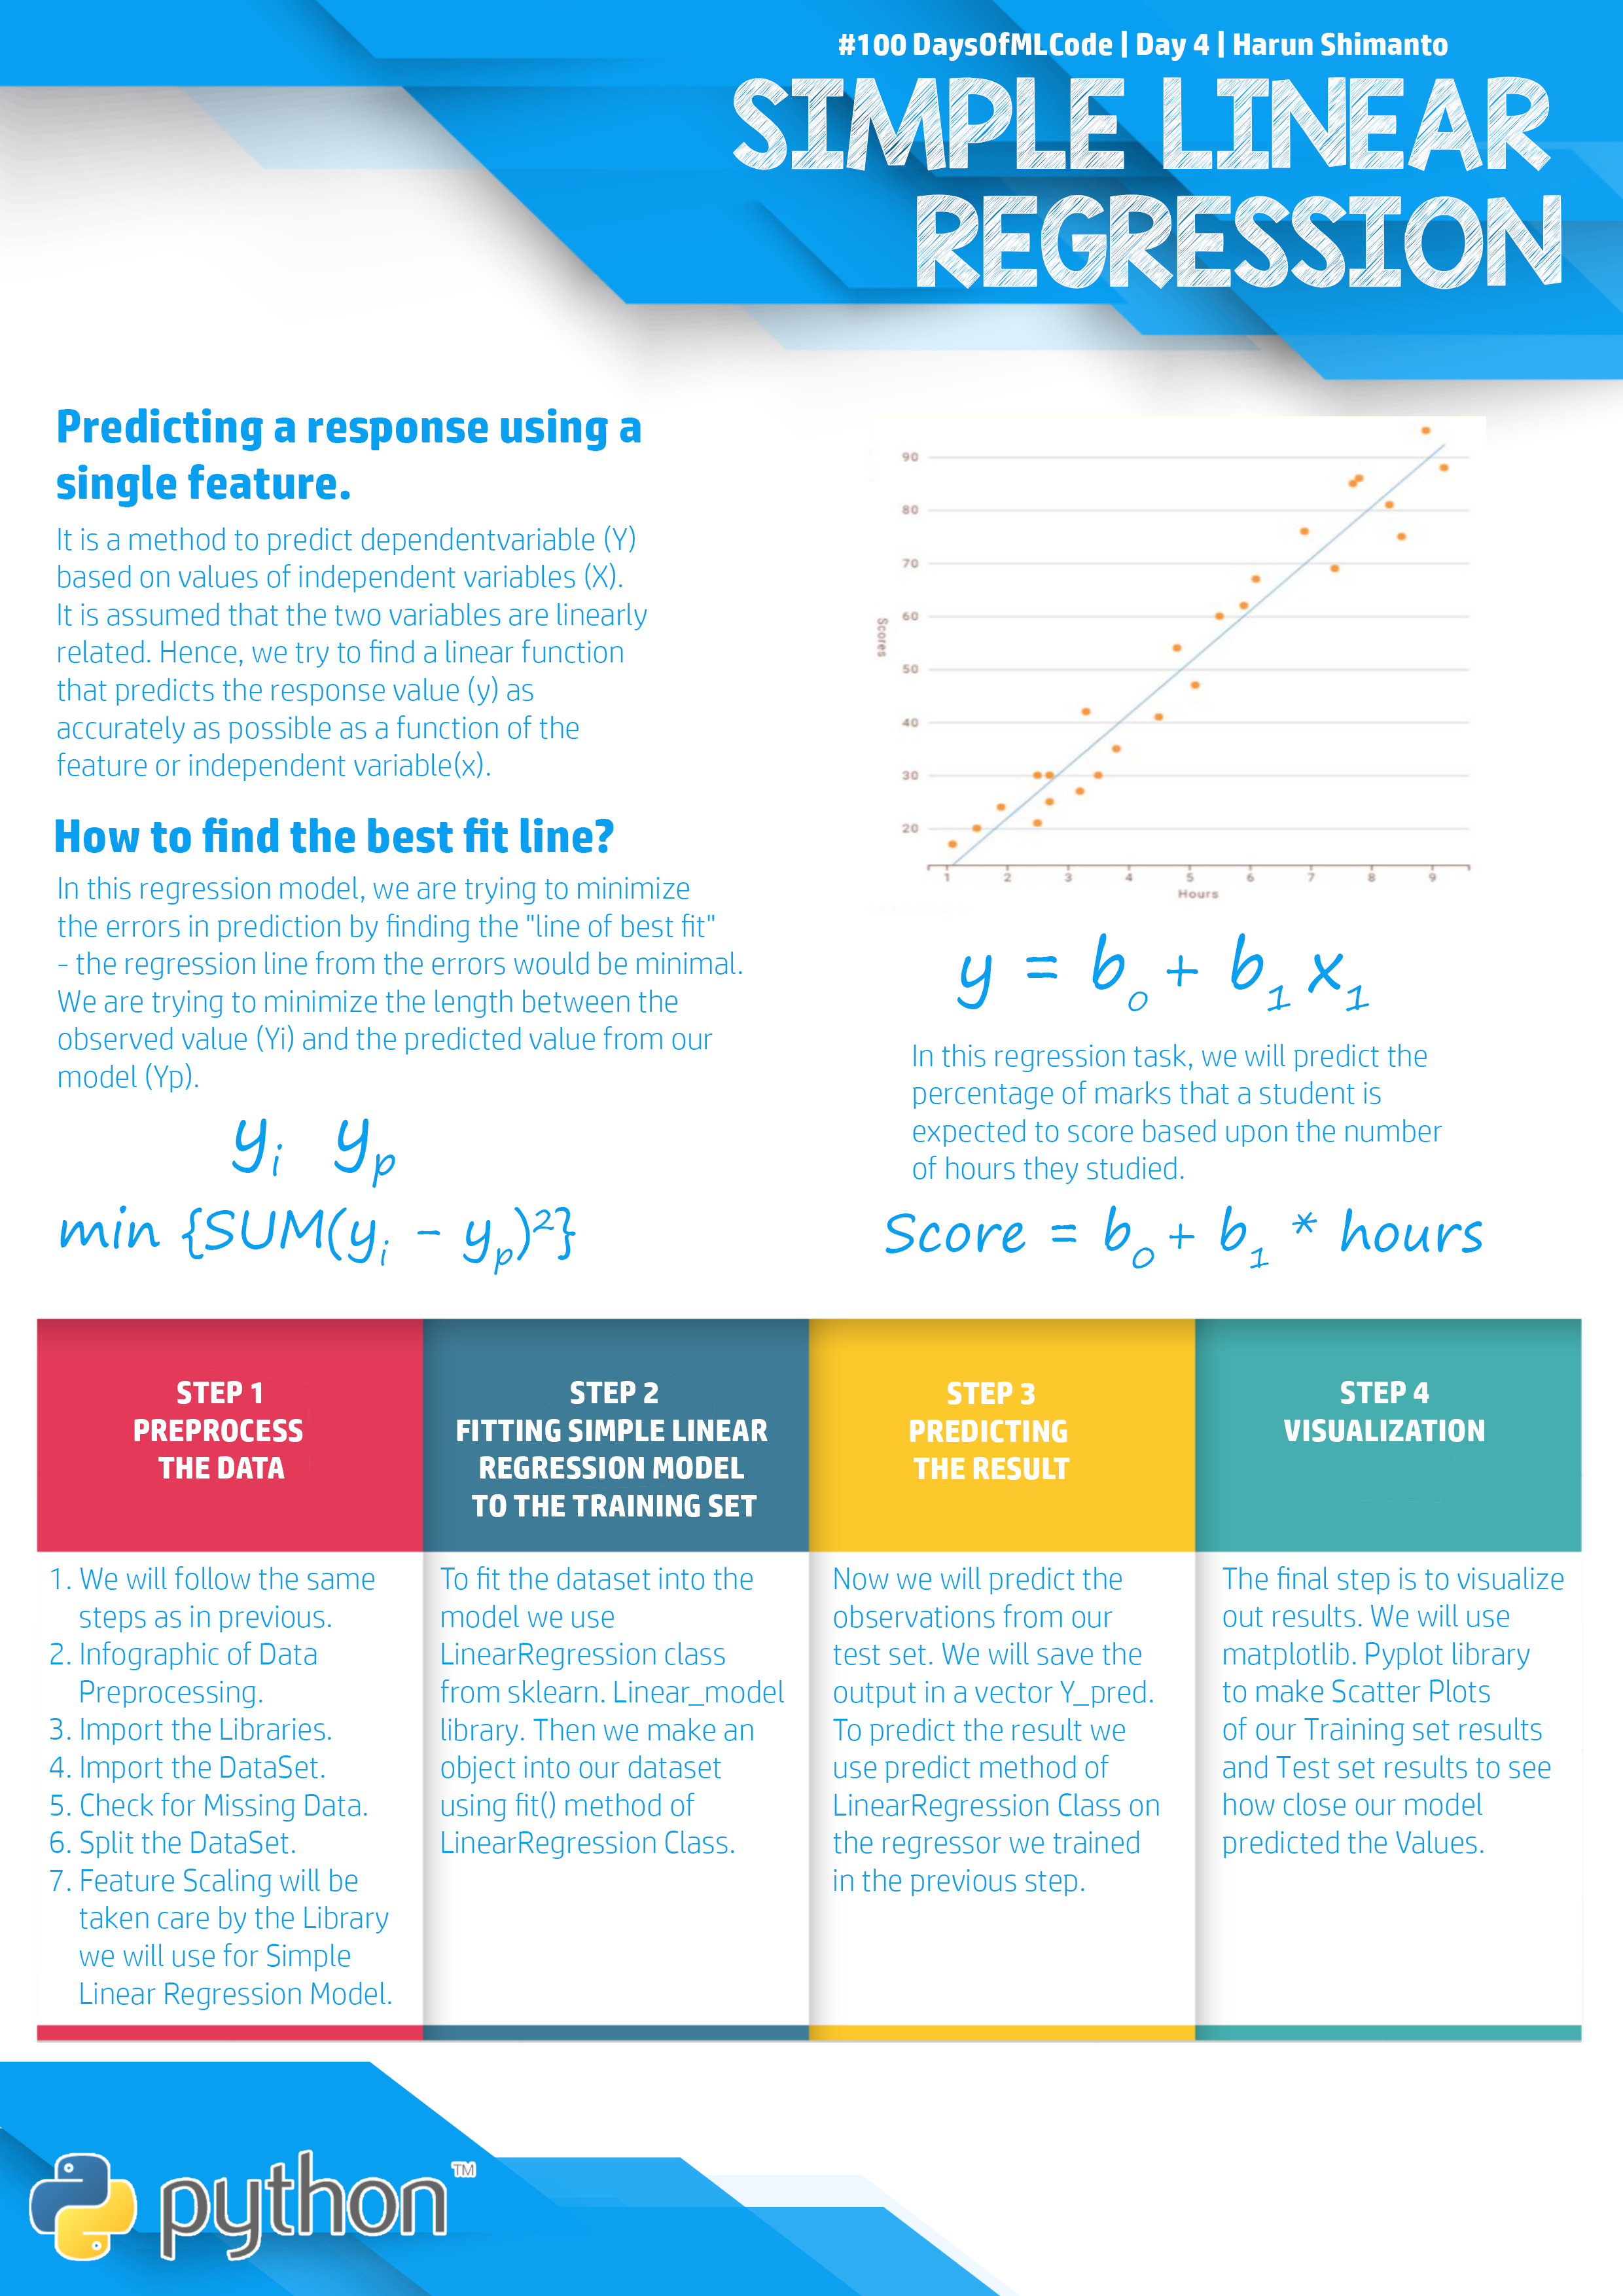 #100 DaysOfMLCode | Day 4 | Harun Shimanto
SIMPLE LINEAR
REGRESSION
Predicting a response using a
single feature.
It is a method to predict dependentvariable (Y)
based on values of independent variables (X).
It is assumed that the two variables are linearly
related. Hence, we try to find a linear function
that predicts the response value (y) as
accurately as possible as a function of the
feature or independent variable(x).
How to find the best fit line?
In this regression model, we are trying to minimize
the errors in prediction by finding the "line of best fit"
- the regression line from the errors would be minimal.
We are trying to minimize the length between the
observed value (Yi) and the predicted value from our
model (Yp).
y_i y_p
min {SUM(y_i - y_p)²}
90
80
70
60
50
40
30
20
Scores
1 2 3 4 5 6 7 8 9
Hours
y = b₀ + b₁ x₁
In this regression task, we will predict the
percentage of marks that a student is
expected to score based upon the number
of hours they studied.
Score = b₀ + b₁ * hours
STEP 1
PREPROCESS
THE DATA
1. We will follow the same
steps as in previous.
2. Infographic of Data
Preprocessing.
3. Import the Libraries.
4. Import the DataSet.
5. Check for Missing Data.
6. Split the DataSet.
7. Feature Scaling will be
taken care by the Library
we will use for Simple
Linear Regression Model.
STEP 2
FITTING SIMPLE LINEAR
REGRESSION MODEL
TO THE TRAINING SET
To fit the dataset into the
model we use
LinearRegression class
from sklearn. Linear_model
library. Then we make an
object into our dataset
using fit() method of
LinearRegression Class.
STEP 3
PREDICTING
THE RESULT
Now we will predict the
observations from our
test set. We will save the
output in a vector Y_pred.
To predict the result we
use predict method of
LinearRegression Class on
the regressor we trained
in the previous step.
STEP 4
VISUALIZATION
The final step is to visualize
out results. We will use
matplotlib. Pyplot library
to make Scatter Plots
of our Training set results
and Test set results to see
how close our model
predicted the Values.
python™